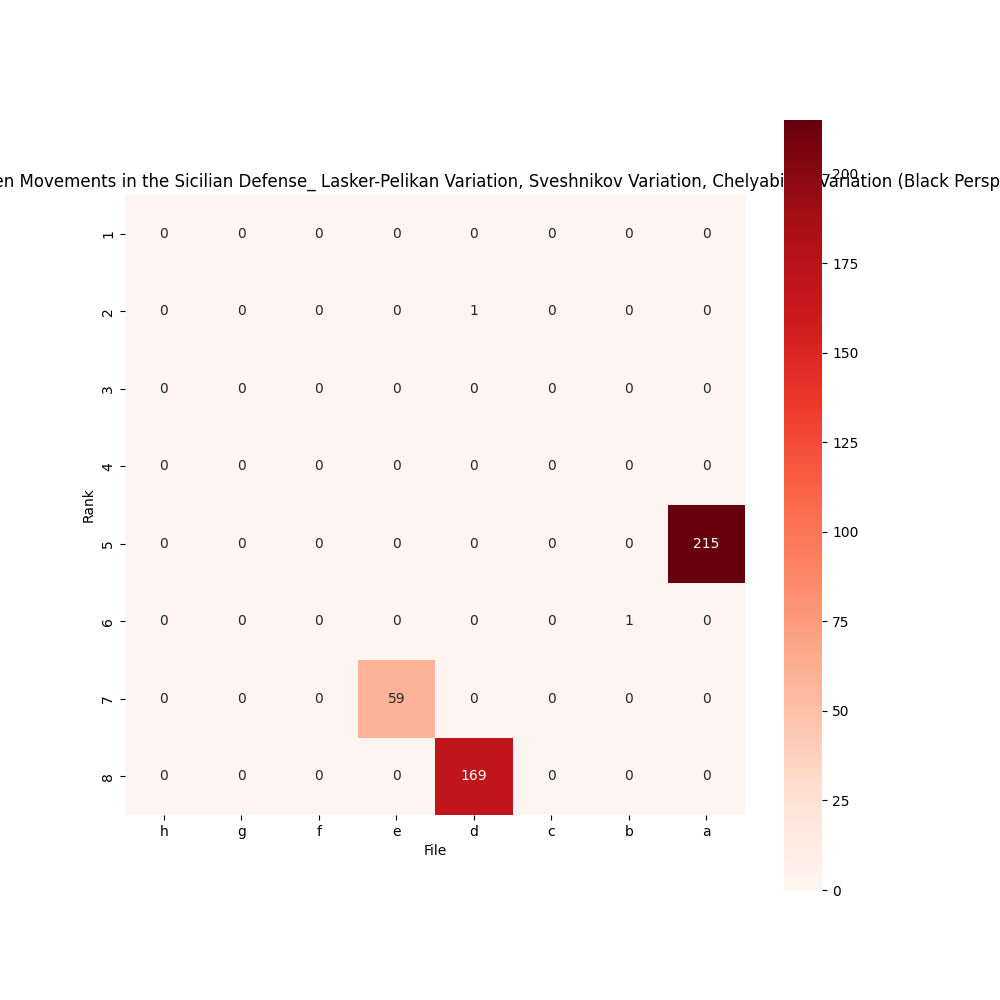 en Movements in the Sicilian Defense_ Lasker-Pelikan Variation, Sveshnikov Variation, Chelyabi Variation (Black Persp
Rank
1 0 0 0 0 0 0 0 0
2 0 0 0 0 1 0 0 0
3 0 0 0 0 0 0 0 0
4 0 0 0 0 0 0 0 0
5 0 0 0 0 0 0 0 215
6 0 0 0 0 0 0 1 0
7 0 0 0 59 0 0 0 0
8 0 0 0 0 169 0 0 0
h g f e d c b a
File
200
175
150
125
100
75
50
25
0